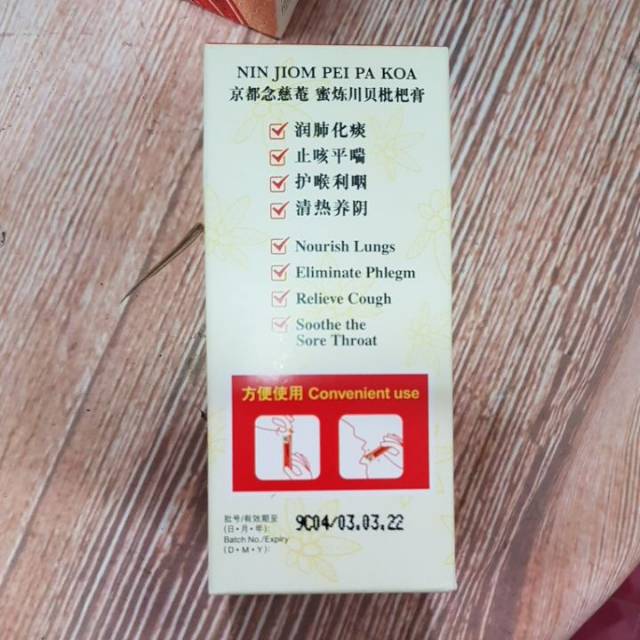 NIN JIOM PEI PA KOA
京都念慈菴 蜜炼川贝枇杷膏
润肺化痰
止咳平喘
护喉利咽
清热养阴
Nourish Lungs
Eliminate Phlegm
Relieve Cough
Soothe the
Sore Throat
方便使用 Convenient use
批号/有效期至
(日•月•年):
Batch No./Expiry
(D•M•Y):
9C04/03.03.22